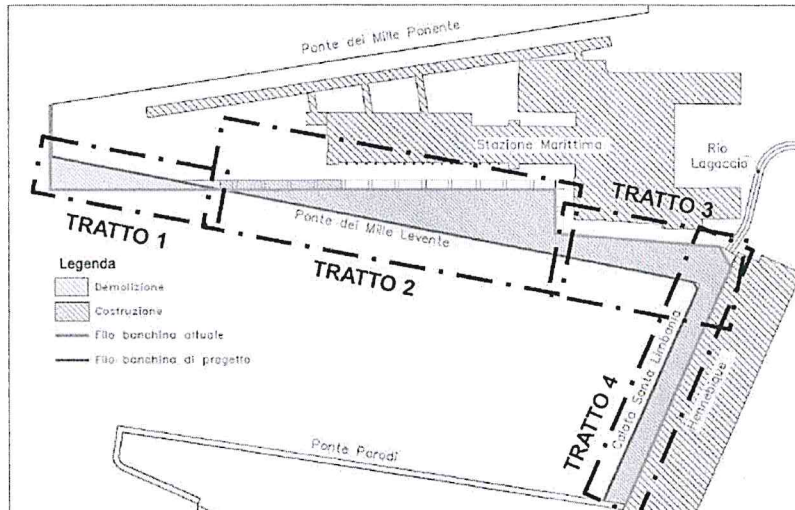 Ponte dei Mille Ponente
Stazione Marittima
Rio
Lagaccio
TRATTO 3
TRATTO 1
Ponte dei Mille Levente
TRATTO 2
Legenda
Demolizione
Costruzione
Filo banchina attuale
Filo banchina di progetto
TRATTO 4
Calata Santa Limbania
Hennebique
Ponte Parodi